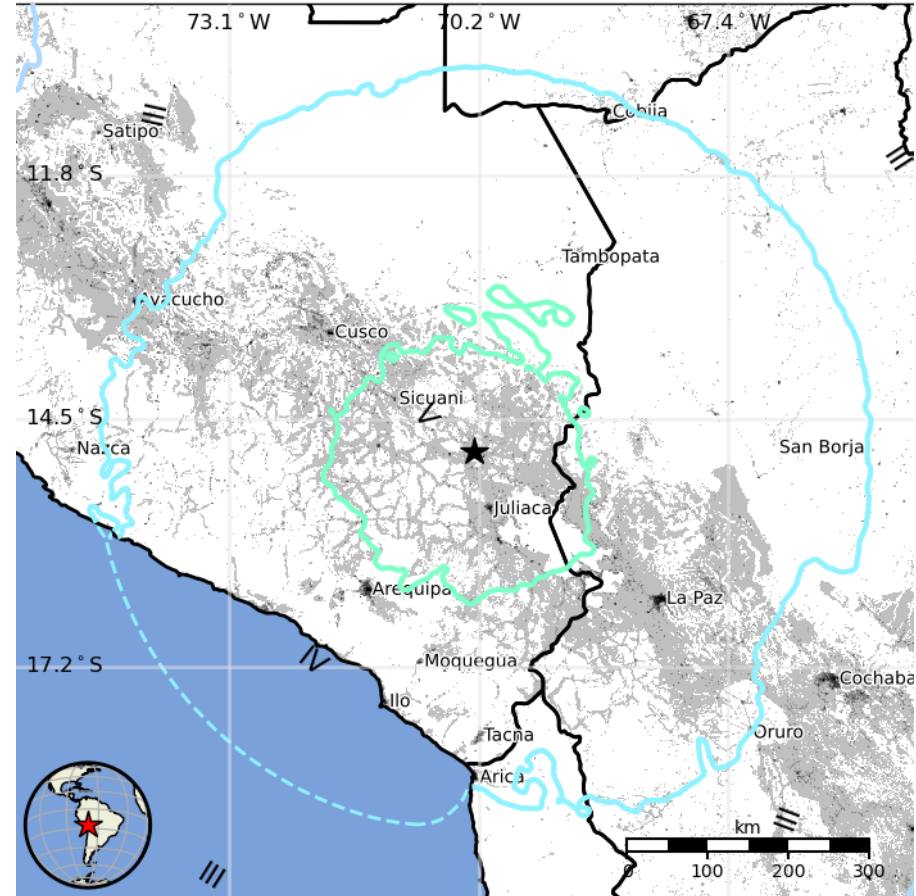 73.1°W 70.2°W 67.4°W
Cobija
III
Satipo
III
11.8°S
Tambopata
Ayacucho
Cusco
Sicuani
V
14.5°S
Nazca
San Borja
Juliaca
Arequipa
La Paz
IV
17.2°S
Moquegua
Cochaba
Ilo
Tacna
Oruro
Arica
III
km
0 100 200 300
III